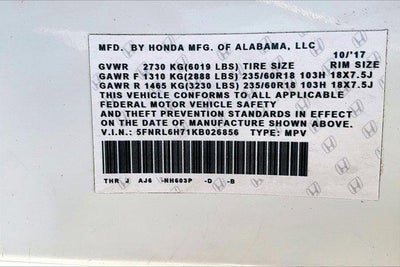 MFD. BY HONDA MFG. OF ALABAMA, LLC
10/'17
GVWR 2730 KG(6019 LBS) TIRE SIZE RIM SIZE
GAWR F 1310 KG(2888 LBS) 235/60R18 103H 18X7.5J
GAWR R 1465 KG(3230 LBS) 235/60R18 103H 18X7.5J
THIS VEHICLE CONFORMS TO ALL APPLICABLE
FEDERAL MOTOR VEHICLE SAFETY
AND THEFT PREVENTION STANDARDS IN EFFECT
ON THE DATE OF MANUFACTURE SHOWN ABOVE.
V.I.N.: 5FNRL6H71KB026856 TYPE: MPV
THR J AJ6 -NH603P -D -B